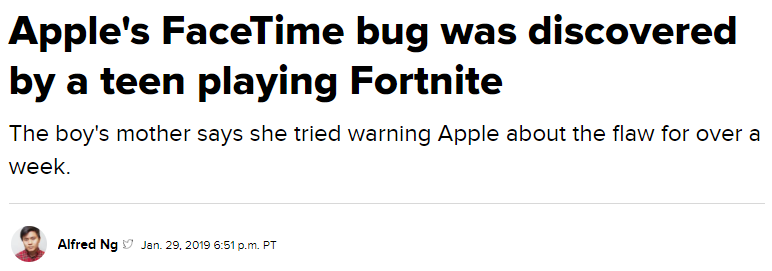 Apple's FaceTime bug was discovered
by a teen playing Fortnite
The boy's mother says she tried warning Apple about the flaw for over a
week.
Alfred Ng Jan. 29, 2019 6:51 p.m. PT